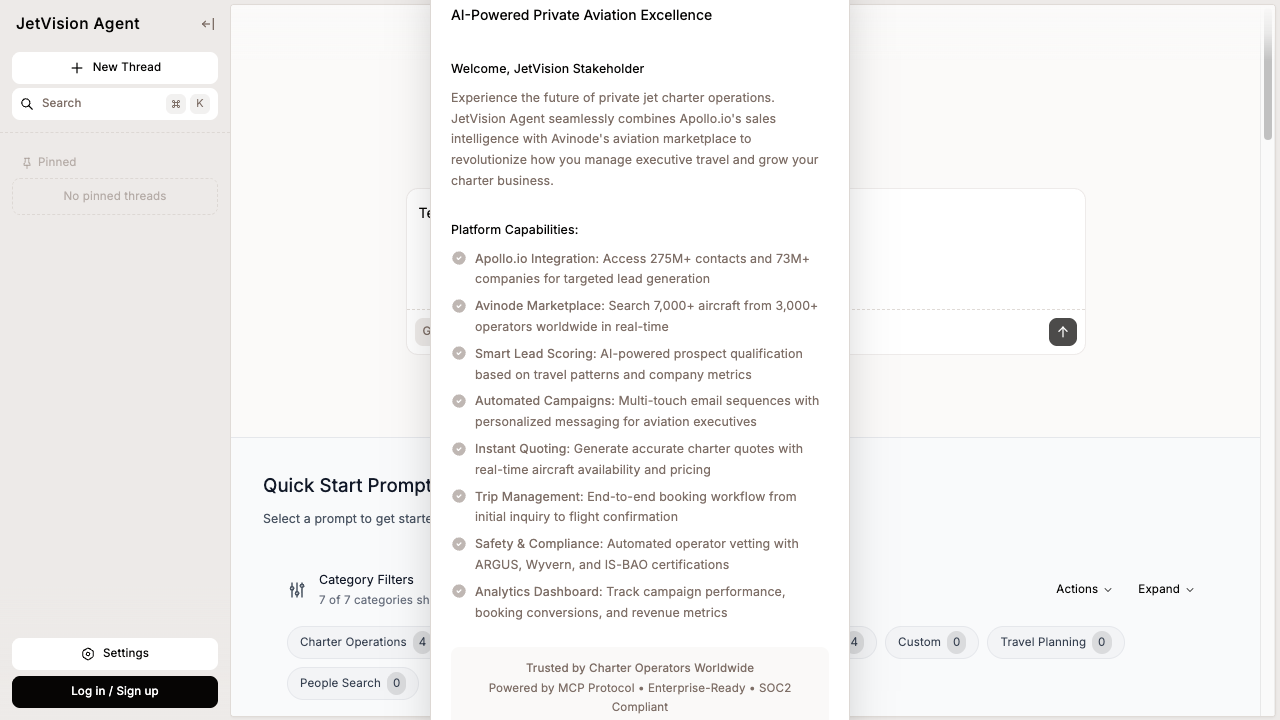 JetVision Agent
New Thread
Search
⌘ K
Pinned
No pinned threads
Settings
Log in / Sign up
AI-Powered Private Aviation Excellence
Welcome, JetVision Stakeholder
Experience the future of private jet charter operations.
JetVision Agent seamlessly combines Apollo.io's sales
intelligence with Avinode's aviation marketplace to
revolutionize how you manage executive travel and grow your
charter business.
Platform Capabilities:
Apollo.io Integration: Access 275M+ contacts and 73M+
companies for targeted lead generation
Avinode Marketplace: Search 7,000+ aircraft from 3,000+
operators worldwide in real-time
Smart Lead Scoring: AI-powered prospect qualification
based on travel patterns and company metrics
Automated Campaigns: Multi-touch email sequences with
personalized messaging for aviation executives
Instant Quoting: Generate accurate charter quotes with
real-time aircraft availability and pricing
Trip Management: End-to-end booking workflow from
initial inquiry to flight confirmation
Safety & Compliance: Automated operator vetting with
ARGUS, Wyvern, and IS-BAO certifications
Analytics Dashboard: Track campaign performance,
booking conversions, and revenue metrics
Trusted by Charter Operators Worldwide
Powered by MCP Protocol • Enterprise-Ready • SOC2
Compliant
Quick Start Prompt
Select a prompt to get starte
Category Filters
7 of 7 categories sh
Actions
Expand
Charter Operations 4
4
Custom 0
Travel Planning 0
People Search 0